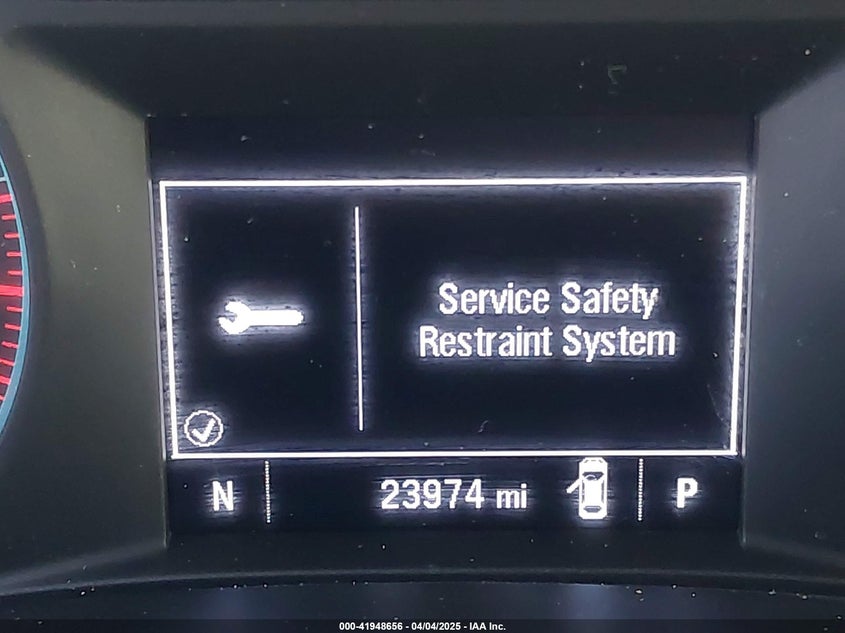 Service Safety
Restraint System
N 23974 mi P
000-41948656 - 04/04/2025 - IAA Inc.